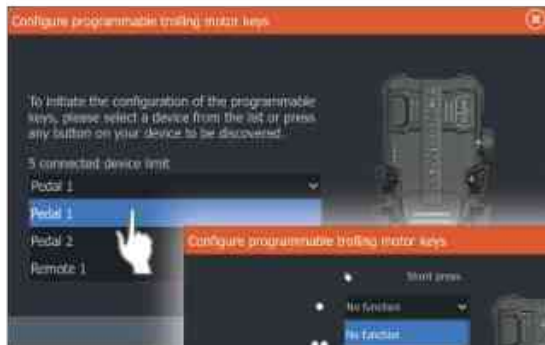 Configure programmable trolling motor keys
To initiate the configuration of the programmable
keys, please select a device from the list or press
any button on your device to be discovered
5 connected device limit
Pedal 1
Pedal 1
Pedal 2
Remote 1
Configure programmable trolling motor keys
Short press
No function
No function